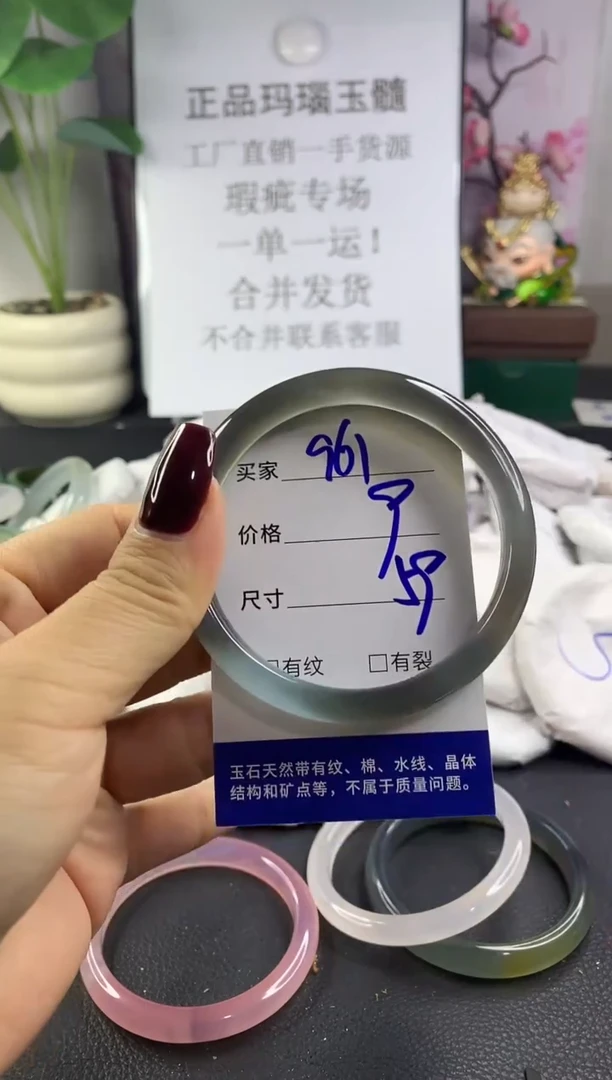 正品玛瑙玉髓
工厂直销一手货源
瑕疵专场
一单一运！
合并发货
不合并联系客服
买家 961
价格 9
尺寸 59
□有纹 □有裂
玉石天然带有纹、棉、水线、晶体
结构和矿点等，不属于质量问题。